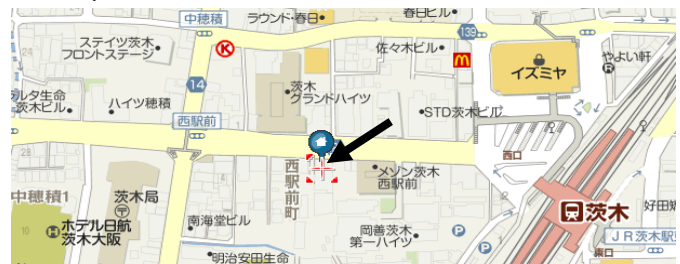 中穂積
ラウンド・春日
春日ビル
139
ステイツ茨木
フロントステージ
佐々木ビル
K
M
イズミヤ
やよい軒
14
タルタ生命
茨木ビル
ハイツ穂積
茨木
グランドハイツ
STD茨木ビル
西駅前
西口
西駅前町
メゾン茨木
西駅前
中穂積1
茨木局
ホテル日航
茨木大阪
南海堂ビル
岡善茨木
第一ハイツ
P
P
茨木
好田
JR茨木駅
東口
明治安田生命
21
10